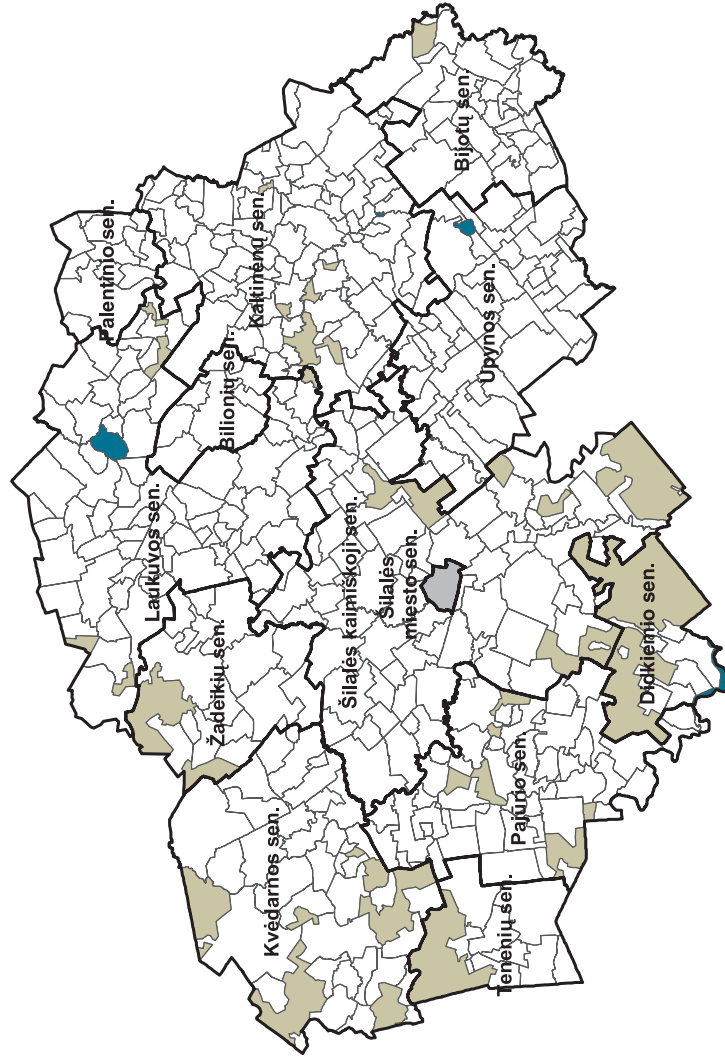 Palentinio sen.
Kaltinėnų sen.
Bijotų sen.
Bilionių sen.
Upynos sen.
Laukuvos sen.
Šilalės kaimiškoji sen.
Šilalės
miesto sen.
Žadeikių sen.
Didkiemio sen.
Kvėdarnos sen.
Pajūrio sen.
Tenenių sen.